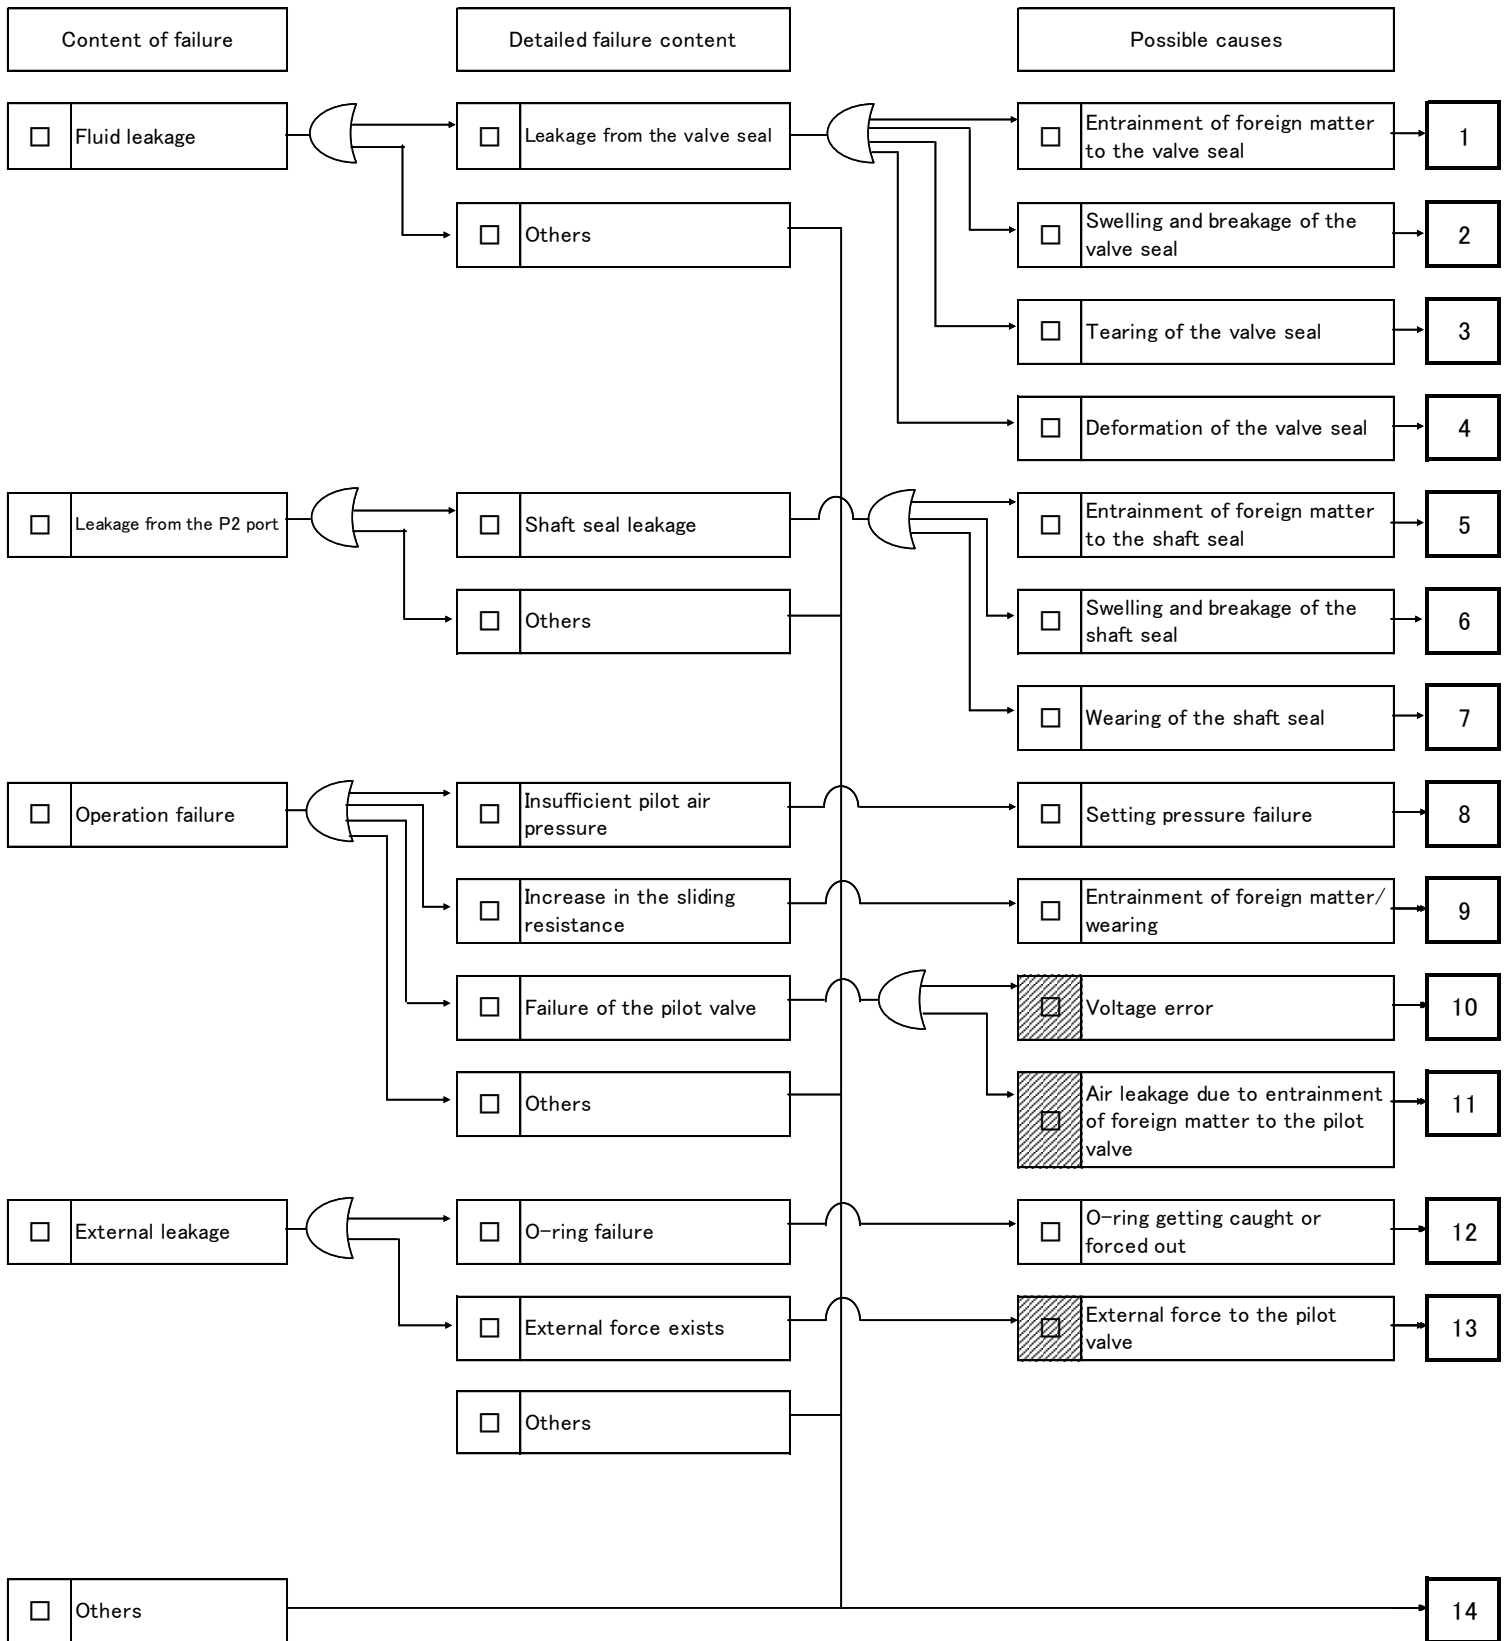 Content of failure
Detailed failure content
Possible causes
Fluid leakage
Leakage from the valve seal
Entrainment of foreign matter
to the valve seal
1
Others
Swelling and breakage of the
valve seal
2
Tearing of the valve seal
3
Deformation of the valve seal
4
Leakage from the P2 port
Shaft seal leakage
Entrainment of foreign matter
to the shaft seal
5
Others
Swelling and breakage of the
shaft seal
6
Wearing of the shaft seal
7
Operation failure
Insufficient pilot air
pressure
Setting pressure failure
8
Increase in the sliding
resistance
Entrainment of foreign matter/
wearing
9
Failure of the pilot valve
Voltage error
10
Others
Air leakage due to entrainment
of foreign matter to the pilot
valve
11
External leakage
O-ring failure
O-ring getting caught or
forced out
12
External force exists
External force to the pilot
valve
13
Others
Others
14